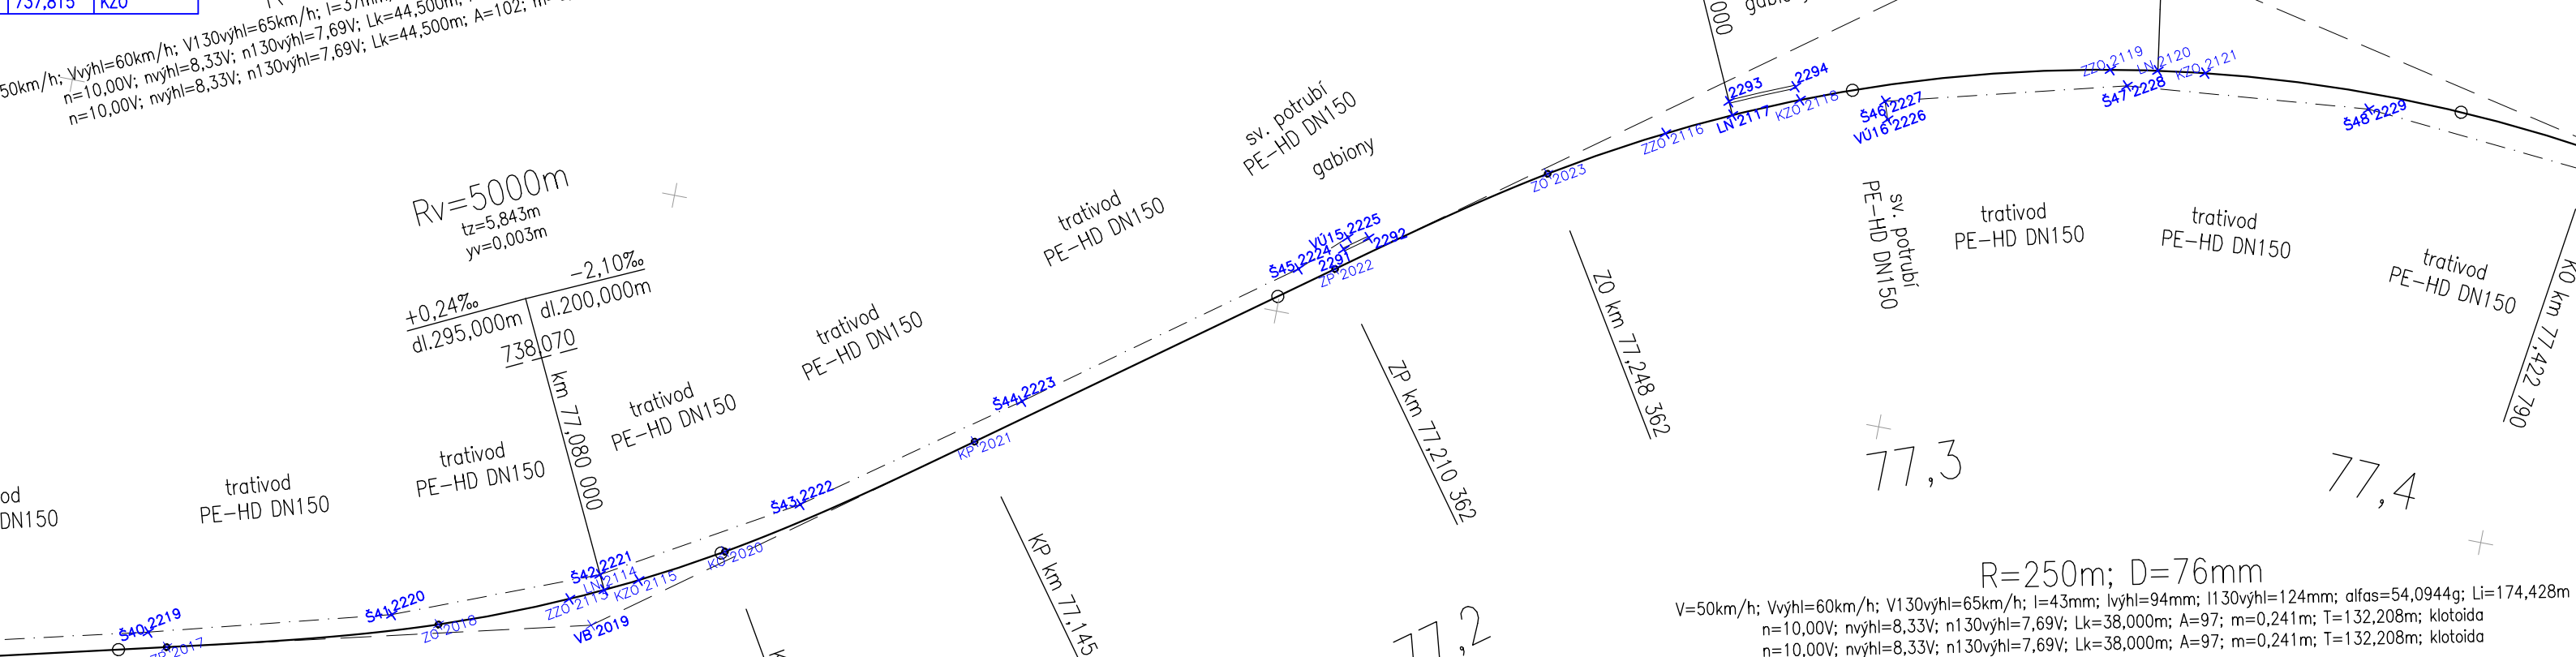 737,815 KZO
50km/h; Vvýhl=60km/h; V130výhl=65km/h; I=37mm;
n=10,00V; nvýhl=8,33V; n130výhl=7,69V; Lk=44,500m;
n=10,00V; nvýhl=8,33V; n130výhl=7,69V; Lk=44,500m; A=102;
Rv=5000m
tz=5,843m
yv=0,003m
+0,24‰
-2,10‰
dl.295,000m
dl.200,000m
738,070
km 77,080 000
od
DN150
trativod
PE-HD DN150
trativod
PE-HD DN150
trativod
PE-HD DN150
trativod
PE-HD DN150
trativod
PE-HD DN150
sv. potrubí
PE-HD DN150
gabiony
000
Š40 2219
ZP 2017
Š41 2220
ZO 2018
Š42 2221
LN 2114
ZZO 2113
KZO 2115
VB 2019
KO 2020
Š43 2222
KP 2021
Š44 2223
Š45 2224
VÚ15 2225
2291
2292
ZP 2022
ZO 2023
ZZO 2116
2293
2294
LN 2117
KZO 2118
Š46 2227
VÚ16 2226
ZZO 2119
LN 2120
KZO 2121
Š47 2228
Š48 2229
KP km 77,145
ZP km 77,210 362
ZO km 77,248 362
sv. potrubí
PE-HD DN150
trativod
PE-HD DN150
trativod
PE-HD DN150
trativod
PE-HD DN150
KO km 77,422 790
77,2
77,3
77,4
R=250m; D=76mm
V=50km/h; Vvýhl=60km/h; V130výhl=65km/h; I=43mm; Ivýhl=94mm; I130výhl=124mm; alfas=54,0944g; Li=174,428m
n=10,00V; nvýhl=8,33V; n130výhl=7,69V; Lk=38,000m; A=97; m=0,241m; T=132,208m; klotoida
n=10,00V; nvýhl=8,33V; n130výhl=7,69V; Lk=38,000m; A=97; m=0,241m; T=132,208m; klotoida